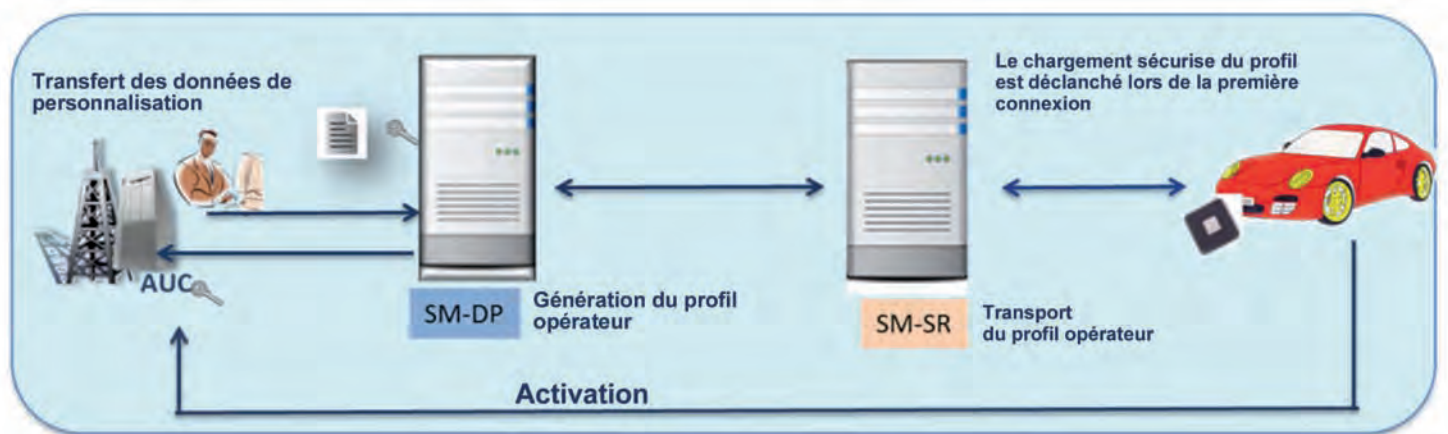 Transfert des données de
personnalisation
Le chargement sécurise du profil
est déclanché lors de la première
connexion
AUC
SM-DP
Génération du profil
opérateur
SM-SR
Transport
du profil opérateur
Activation